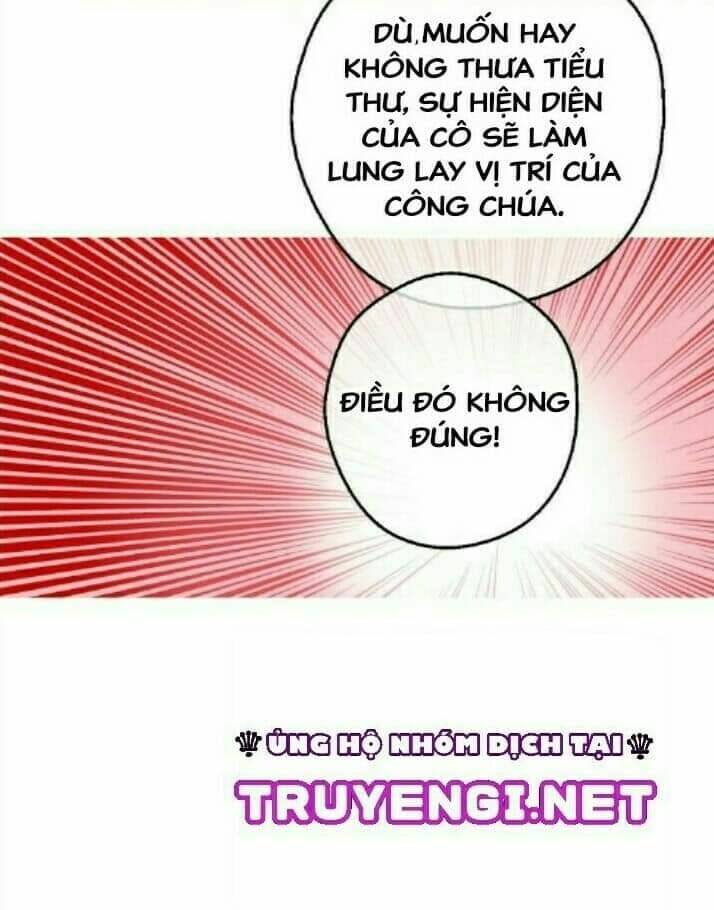 DÙ MUỐN HAY
KHÔNG THƯA TIỂU
THƯ, SỰ HIỆN DIỆN
CỦA CÔ SẼ LÀM
LUNG LAY VỊ TRÍ CỦA
CÔNG CHÚA.
ĐIỀU ĐÓ KHÔNG
ĐÚNG!
ỦNG HỘ NHÓM DỊCH TẠI
TRUYENGI.NET